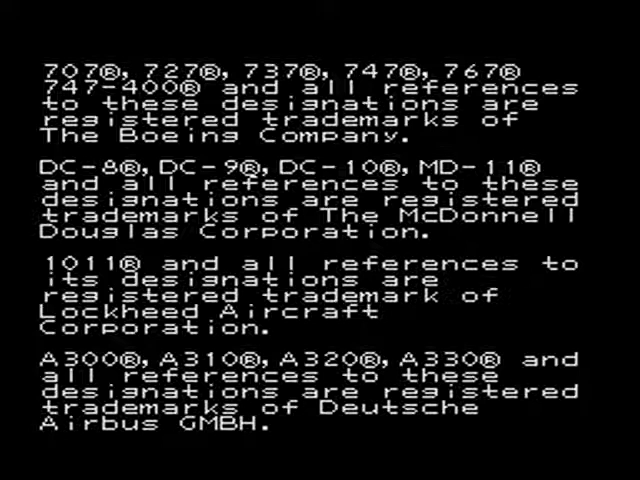 707®, 727®, 737®, 747®, 767®
747-400® and all references
to these designations are
registered trademarks of
The Boeing Company.
DC-8®, DC-9®, DC-10®, MD-11®
and all references to these
designations are registered
trademarks of The McDonnell
Douglas Corporation.
1011® and all references to
its designations are
registered trademark of
Lockheed Aircraft
Corporation.
A300®, A310®, A320®, A330® and
all references to these
designations are registered
trademarks of Deutsche
Airbus GMBH.